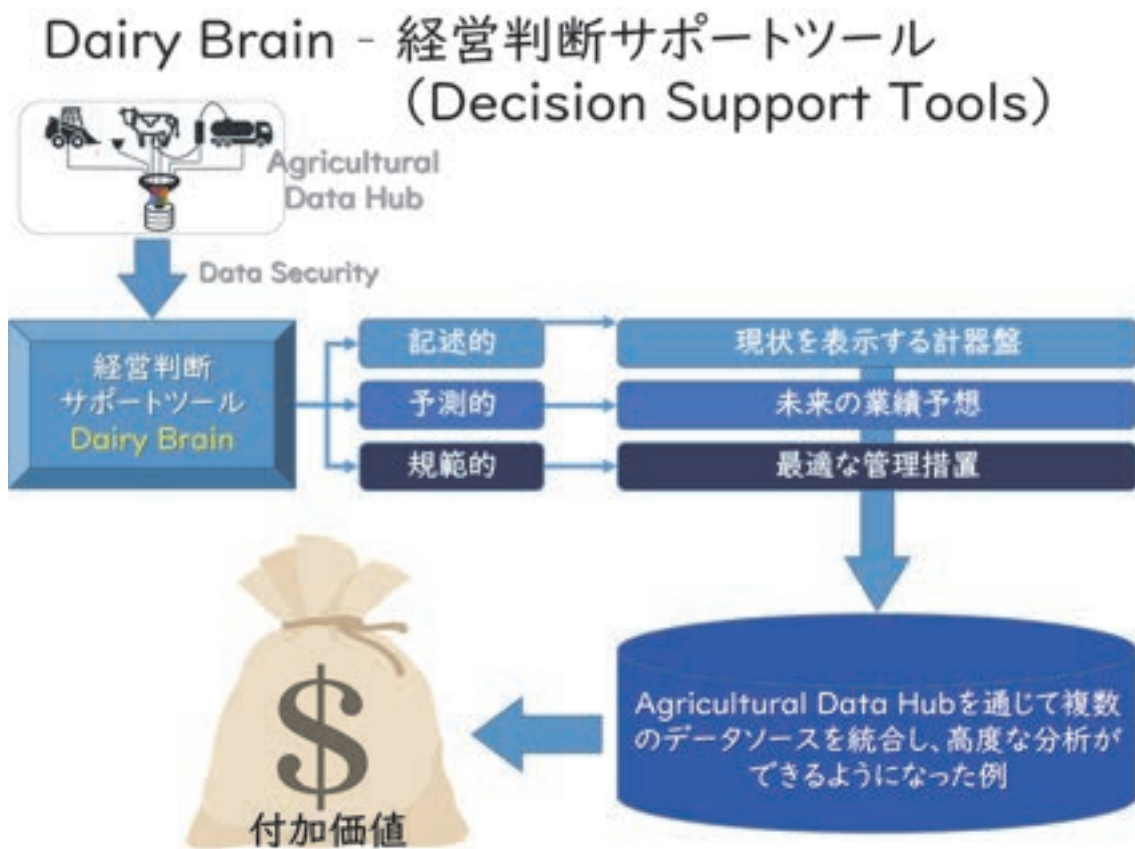 Dairy Brain - 経営判断サポートツール
(Decision Support Tools)
Agricultural
Data Hub
Data Security
経営判断
サポートツール
Dairy Brain
記述的
現状を表示する計器盤
予測的
未来の業績予想
規範的
最適な管理措置
Agricultural Data Hubを通じて複数
のデータソースを統合し、高度な分析が
できるようになった例
$
付加価値